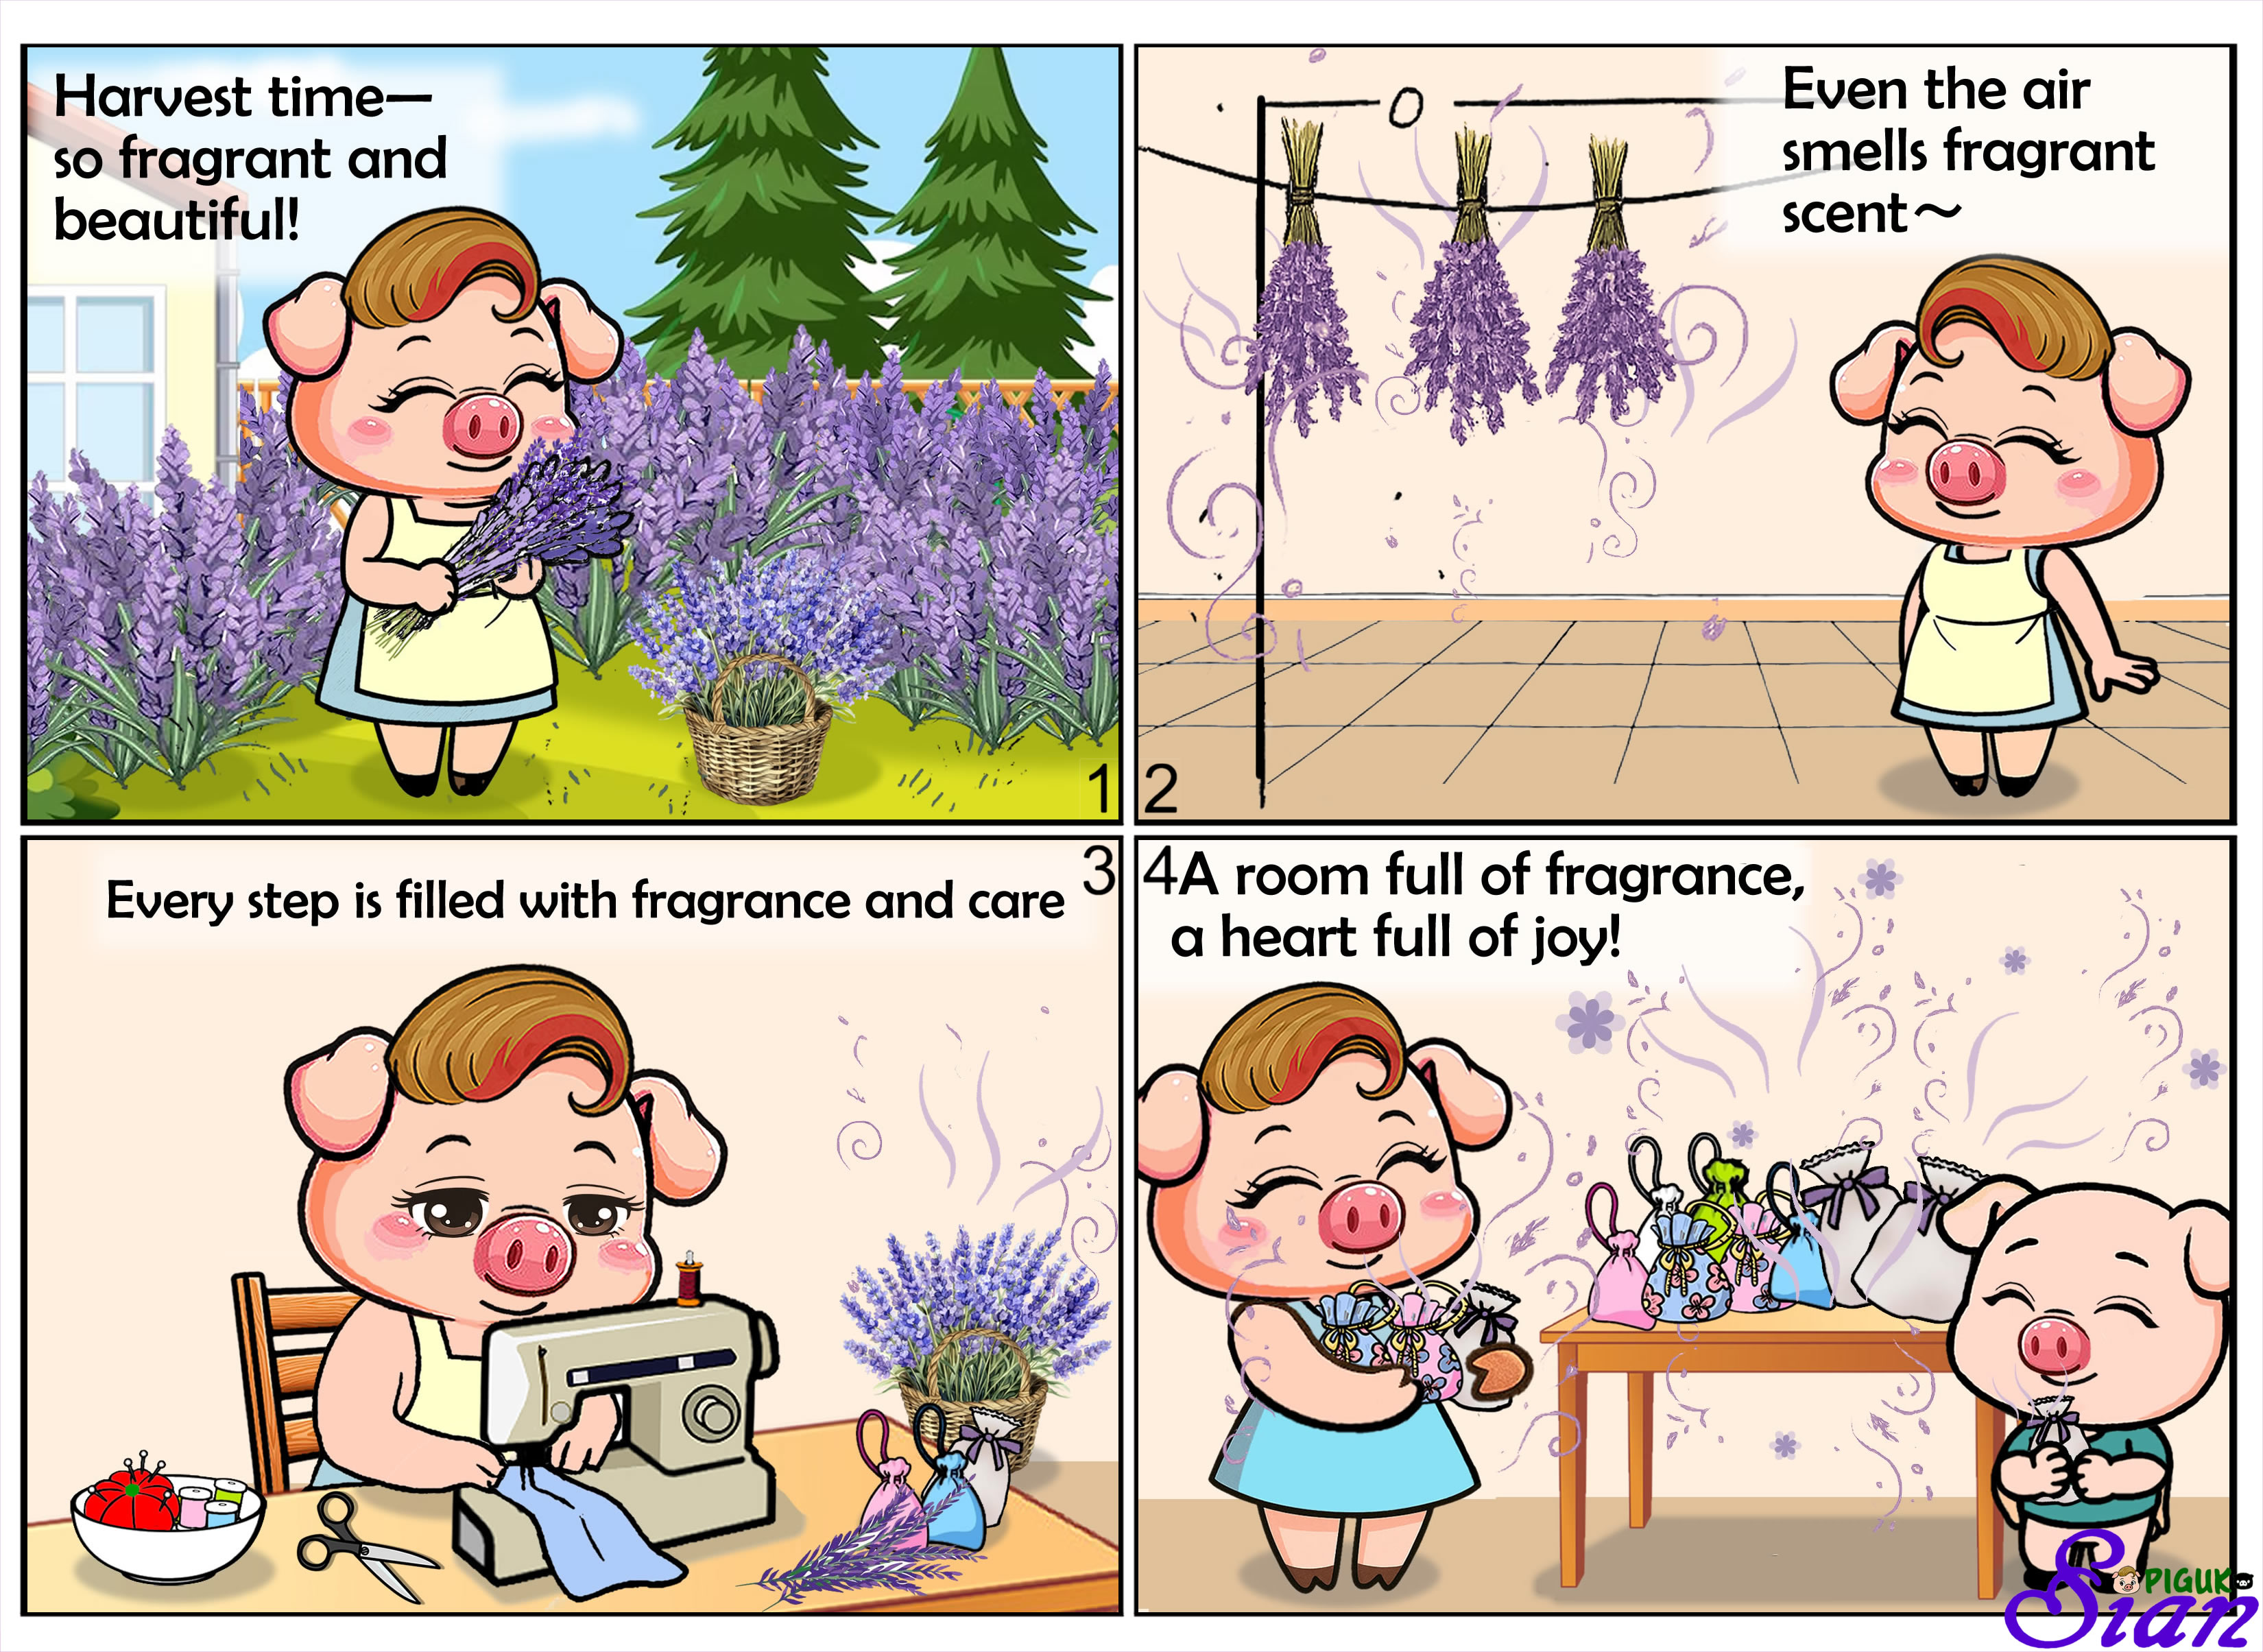 Harvest time—
so fragrant and
beautiful!
1
Even the air
smells fragrant
scent~
2
Every step is filled with fragrance and care
3
4
A room full of fragrance,
a heart full of joy!
PIGUK
Sian